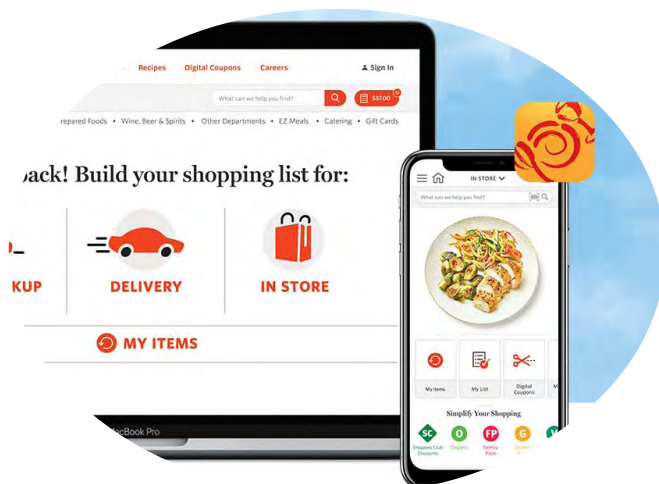 Recipes Digital Coupons Careers Sign In
What can we help you find?
$37.00
repared Foods • Wine, Beer & Spirits • Other Departments • EZ Meals • Catering • Gift Cards
ack! Build your shopping list for:
KUP DELIVERY IN STORE
MY ITEMS
MacBook Pro
IN STORE
What can we help you find?
My Items My List Digital
Coupons
Simplify Your Shopping
SC O FP G V
Shoppers Club Organic Family
Discounts Pack